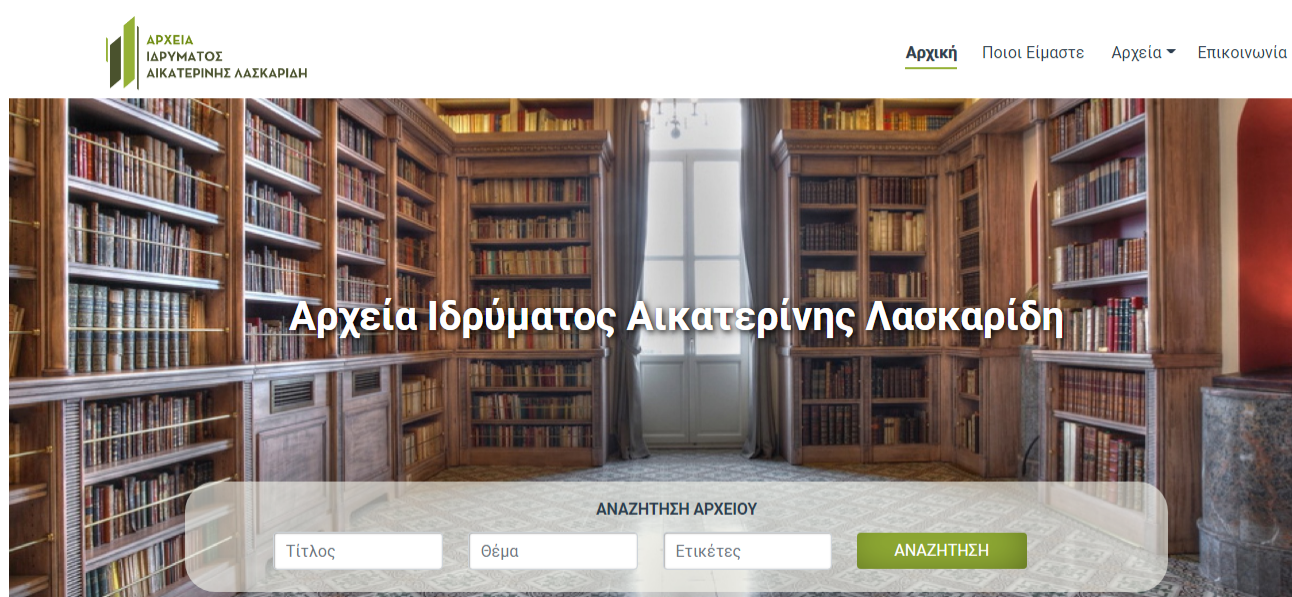 ΑΡΧΕΙΑ
ΙΔΡΥΜΑΤΟΣ
ΑΙΚΑΤΕΡΙΝΗΣ ΛΑΣΚΑΡΙΔΗ
Αρχική Ποιοι Είμαστε Αρχεία Επικοινωνία
Αρχεία Ιδρύματος Αικατερίνης Λασκαρίδη
ΑΝΑΖΗΤΗΣΗ ΑΡΧΕΙΟΥ
Τίτλος Θέμα Ετικέτες ΑΝΑΖΗΤΗΣΗ